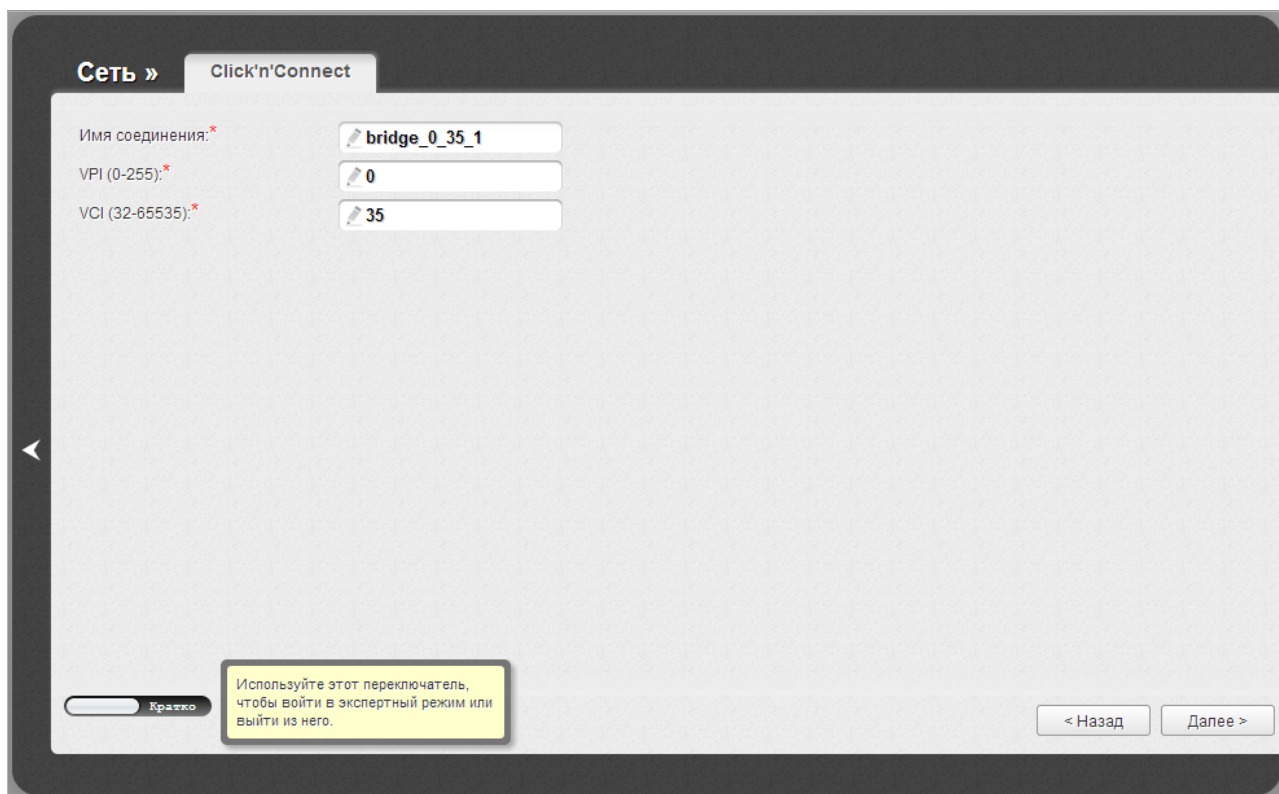 Сеть »
Click'n'Connect
Имя соединения:*
bridge_0_35_1
VPI (0-255):*
0
VCI (32-65535):*
35
Кратко
Используйте этот переключатель,
чтобы войти в экспертный режим или
выйти из него.
< Назад
Далее >